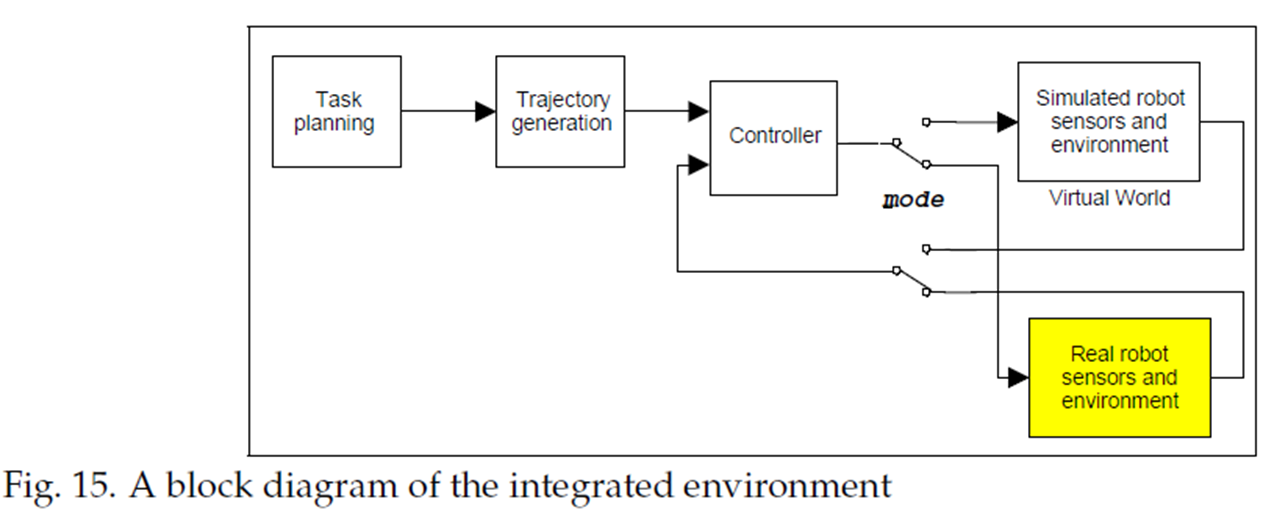 Task
planning
Trajectory
generation
Controller
mode
Simulated robot
sensors and
environment
Virtual World
Real robot
sensors and
environment
Fig. 15. A block diagram of the integrated environment